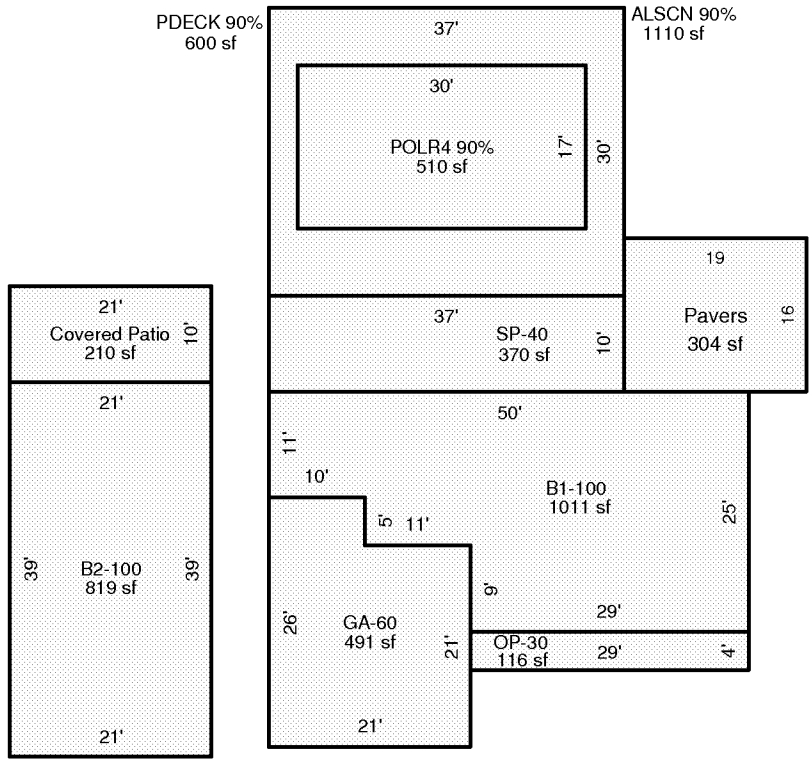 PDECK 90%
600 sf
37'
ALSCN 90%
1110 sf
30'
POLR4 90%
510 sf
17'
30'
19
Pavers
304 sf
16
21'
Covered Patio
210 sf
10'
37'
SP-40
370 sf
10'
21'
39'
B2-100
819 sf
39'
21'
50'
11'
10'
5'
11'
B1-100
1011 sf
25'
9'
29'
26'
GA-60
491 sf
21'
21'
OP-30
116 sf
29'
4'